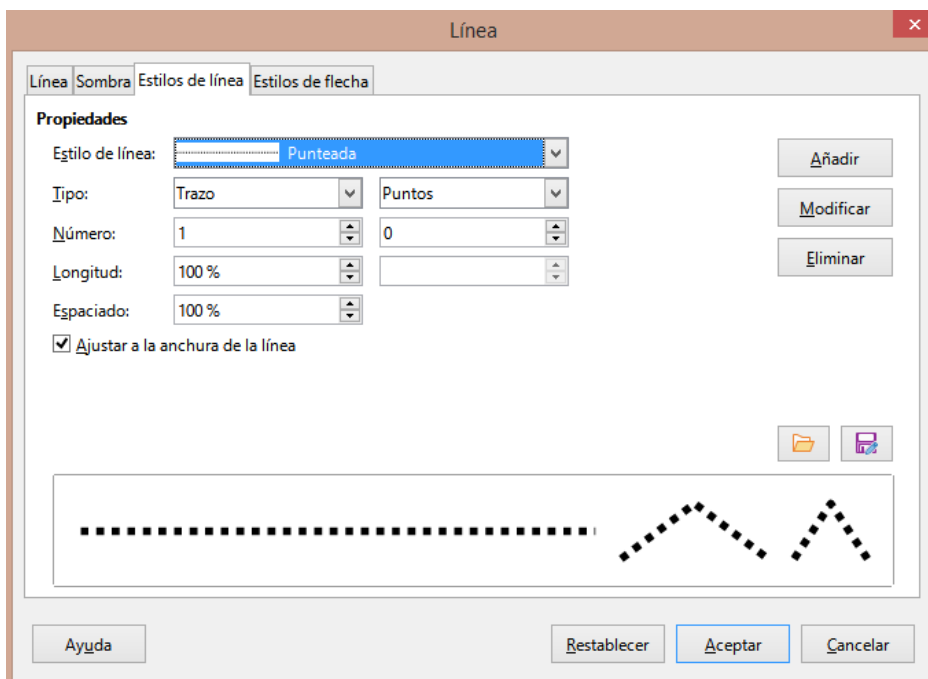 Línea
Línea Sombra Estilos de línea Estilos de flecha
Propiedades
Estilo de línea: Punteada
Añadir
Tipo: Trazo Puntos
Modificar
Número: 1 0
Eliminar
Longitud: 100 %
Espaciado: 100 %
Ajustar a la anchura de la línea
Ayuda Restablecer Aceptar Cancelar